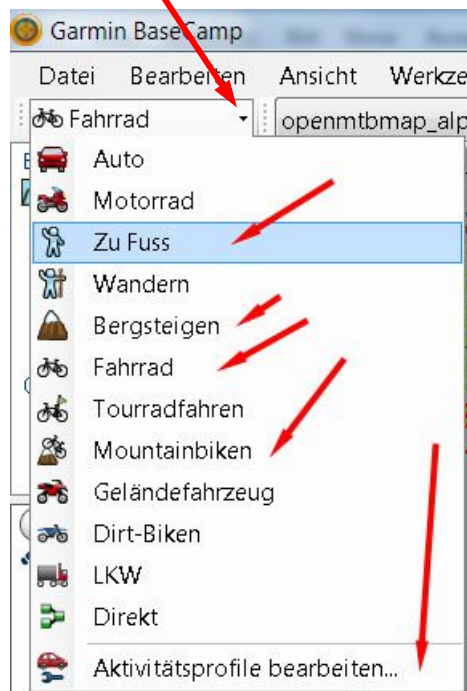 Garmin BaseCamp
Datei Bearbeiten Ansicht Werkze
Fahrrad openmtbmap_alp
Auto
Motorrad
Zu Fuss
Wandern
Bergsteigen
Fahrrad
Tourradfahren
Mountainbiken
Geländefahrzeug
Dirt-Biken
LKW
Direkt
Aktivitätsprofile bearbeiten...